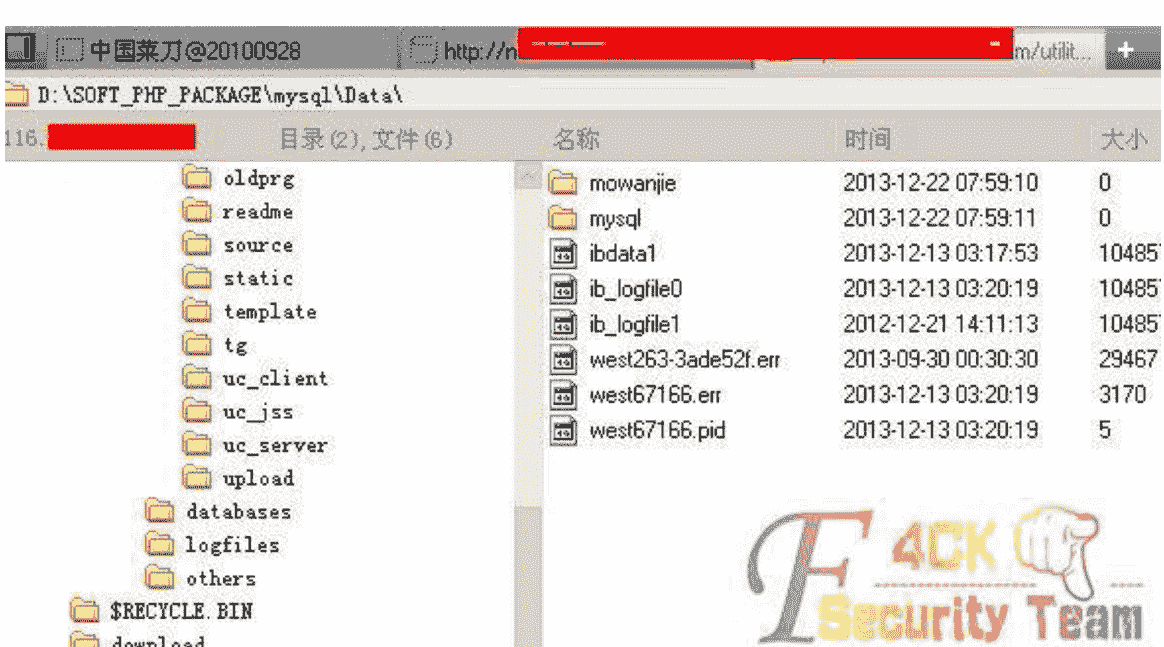 中国菜刀@20100928 http://n m/utilit...
D:\SOFT_PHP_PACKAGE\mysql\Data\
116. 目录(2),文件(6) 名称 时间 大小
oldprg
readme
source
static
template
tg
uc_client
uc_jss
uc_server
upload
databases
logfiles
others
$RECYCLE.BIN
download
mowanjie 2013-12-22 07:59:10 0
mysql 2013-12-22 07:59:11 0
ibdata1 2013-12-13 03:17:53 10485
ib_logfile0 2013-12-13 03:20:19 10485
ib_logfile1 2012-12-21 14:11:13 10485
west263-3ade52f.err 2013-09-30 00:30:30 29467
west67166.err 2013-12-13 03:20:19 3170
west67166.pid 2013-12-13 03:20:19 5
F4CK
Security Team